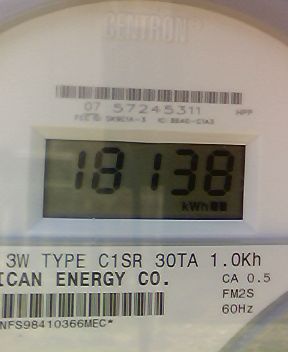 CENTRON
07 57245311 HPP
18138
kWh
3W TYPE C1SR 30TA 1.0Kh
ICAN ENERGY CO.
CA 0.5
FM2S
60Hz
NFS98410366MEC*